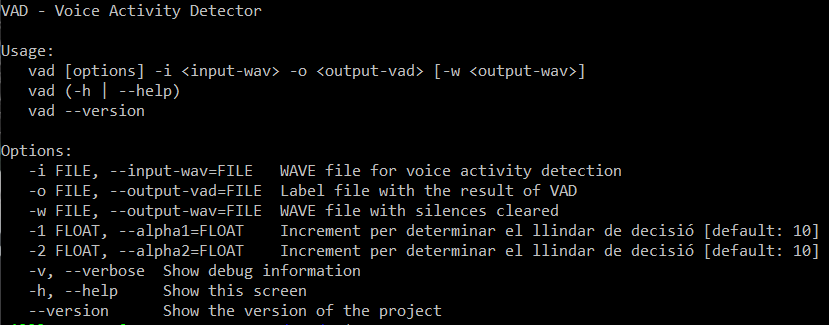 VAD - Voice Activity Detector
Usage:
vad [options] -i <input-wav> -o <output-vad> [-w <output-wav>]
vad (-h | --help)
vad --version
Options:
-i FILE, --input-wav=FILE   WAVE file for voice activity detection
-o FILE, --output-vad=FILE  Label file with the result of VAD
-w FILE, --output-wav=FILE  WAVE file with silences cleared
-1 FLOAT, --alpha1=FLOAT    Increment per determinar el llindar de decisió [default: 10]
-2 FLOAT, --alpha2=FLOAT    Increment per determinar el llindar de decisió [default: 10]
-v, --verbose  Show debug information
-h, --help     Show this screen
--version      Show the version of the project